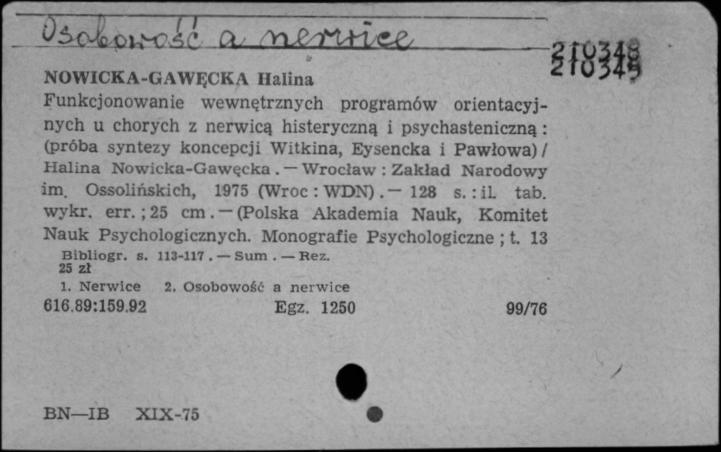 Osobowość a nerwice
210348
210349
NOWICKA-GAWĘCKA Halina
Funkcjonowanie wewnętrznych programów orientacyj-
nych u chorych z nerwicą histeryczną i psychasteniczną :
(próba syntezy koncepcji Witkina, Eysencka i Pawłowa) /
Halina Nowicka-Gawęcka . — Wrocław : Zakład Narodowy
im. Ossolińskich, 1975 (Wroc : WDN) . — 128 s. : il. tab.
wykr. err. ; 25 cm . — (Polska Akademia Nauk, Komitet
Nauk Psychologicznych. Monografie Psychologiczne ; t. 13
Bibliogr. s. 113-117 . — Sum . — Rez.
25 zł
1. Nerwice 2. Osobowość a nerwice
616.89:159.92 Egz. 1250 99/76
BN—IB XIX-75